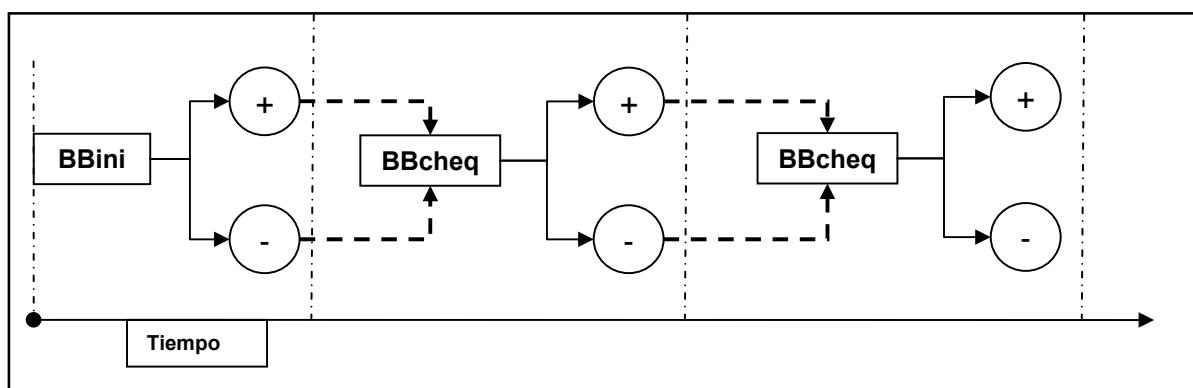 + + +
BBini BBcheq BBcheq
- - -
Tiempo